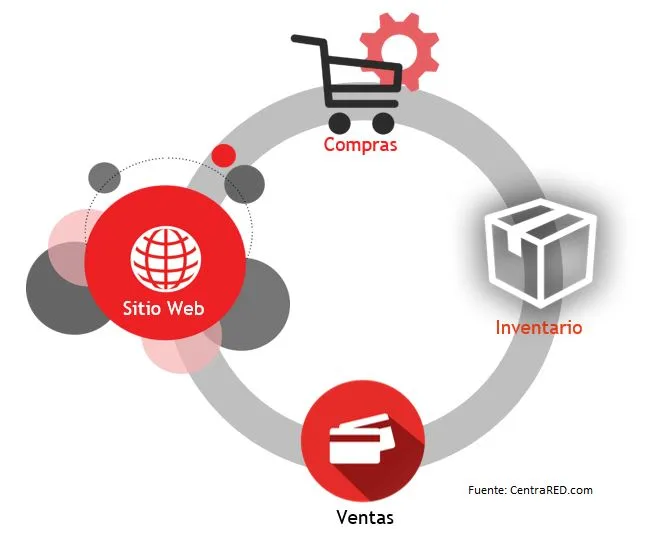 Compras
Sitio Web
Inventario
Ventas
Fuente: CentraRED.com